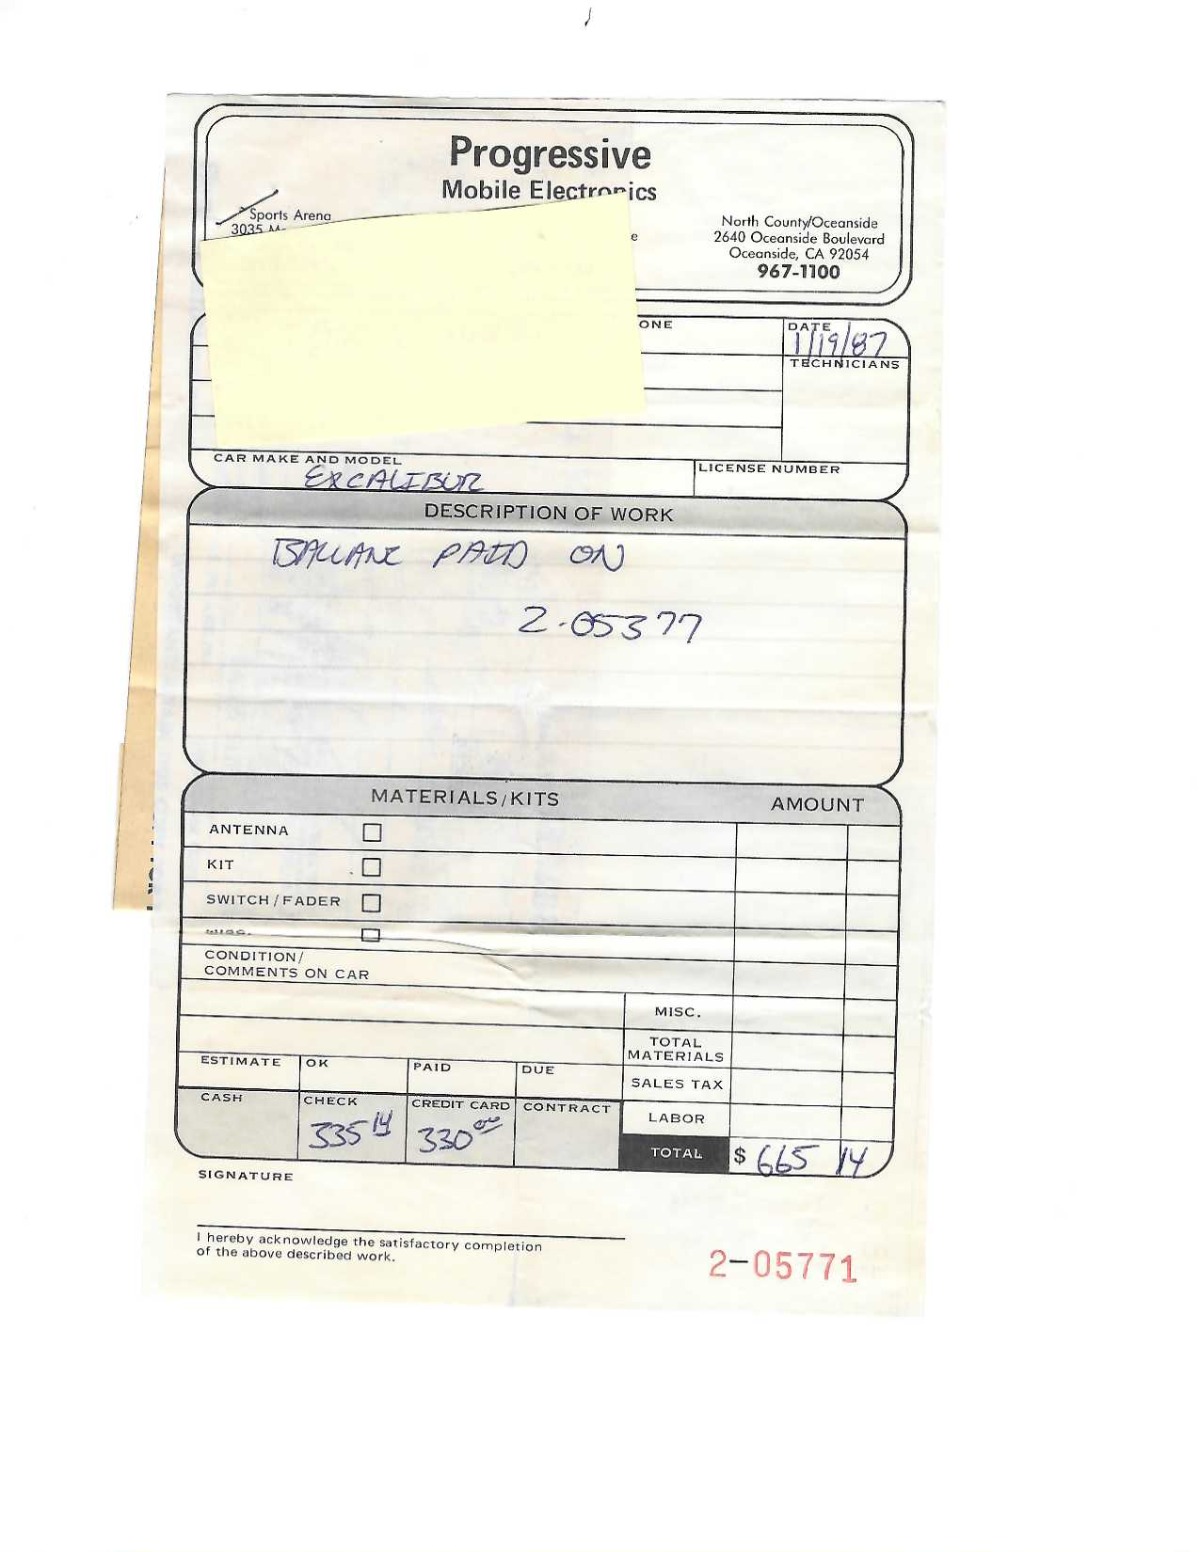 Progressive
Mobile Electronics
Sports Arena
3035
e
North County/Oceanside
2640 Oceanside Boulevard
Oceanside, CA 92054
967-1100
ONE
DATE
1/19/87
TECHNICIANS
CAR MAKE AND MODEL
EXCALIBUR
LICENSE NUMBER
DESCRIPTION OF WORK
BALLANC PAID ON
2-05377
MATERIALS/KITS AMOUNT
ANTENNA
KIT
SWITCH/FADER
MISC.
CONDITION/
COMMENTS ON CAR
MISC.
TOTAL
MATERIALS
ESTIMATE OK PAID DUE
SALES TAX
CASH CHECK CREDIT CARD CONTRACT
335 14 330 00
LABOR
TOTAL $ 665 14
SIGNATURE
I hereby acknowledge the satisfactory completion
of the above described work.
2-05771